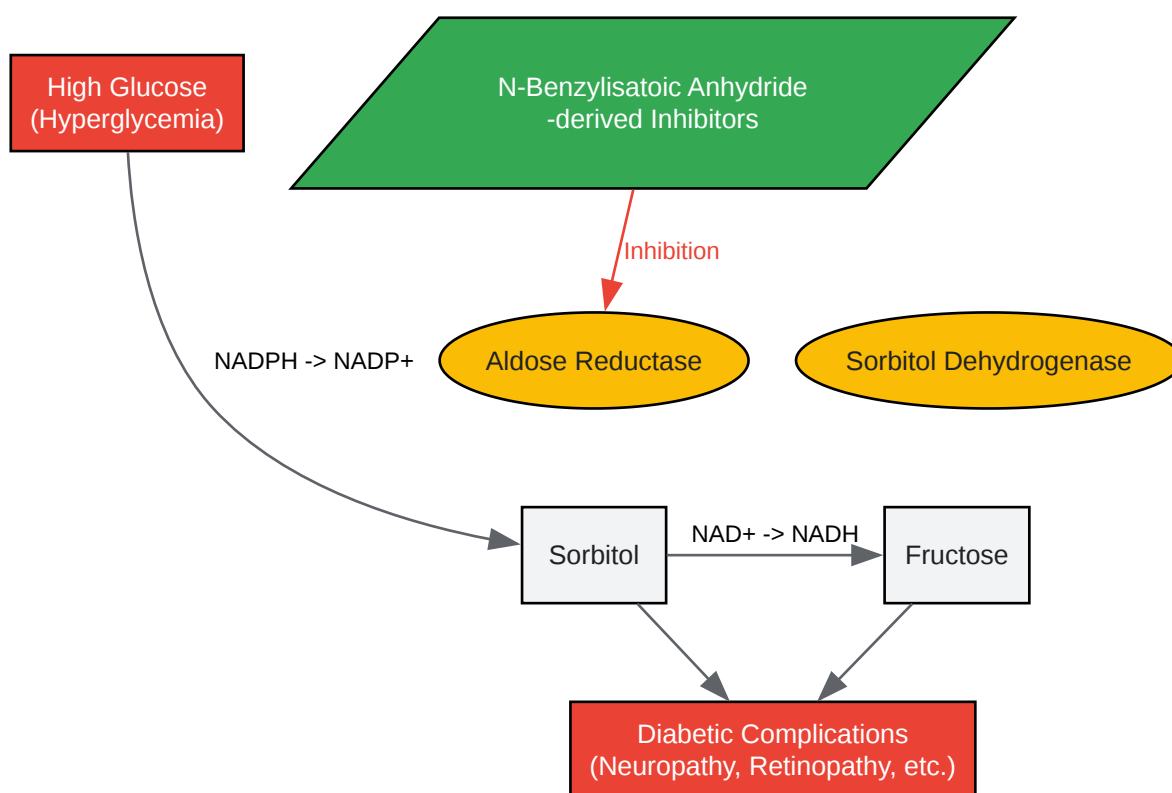 High Glucose
(Hyperglycemia)
N-Benzylisatoic Anhydride
-derived Inhibitors
Inhibition
NADPH -> NADP+
Aldose Reductase
Sorbitol Dehydrogenase
Sorbitol
NAD+ -> NADH
Fructose
Diabetic Complications
(Neuropathy, Retinopathy, etc.)